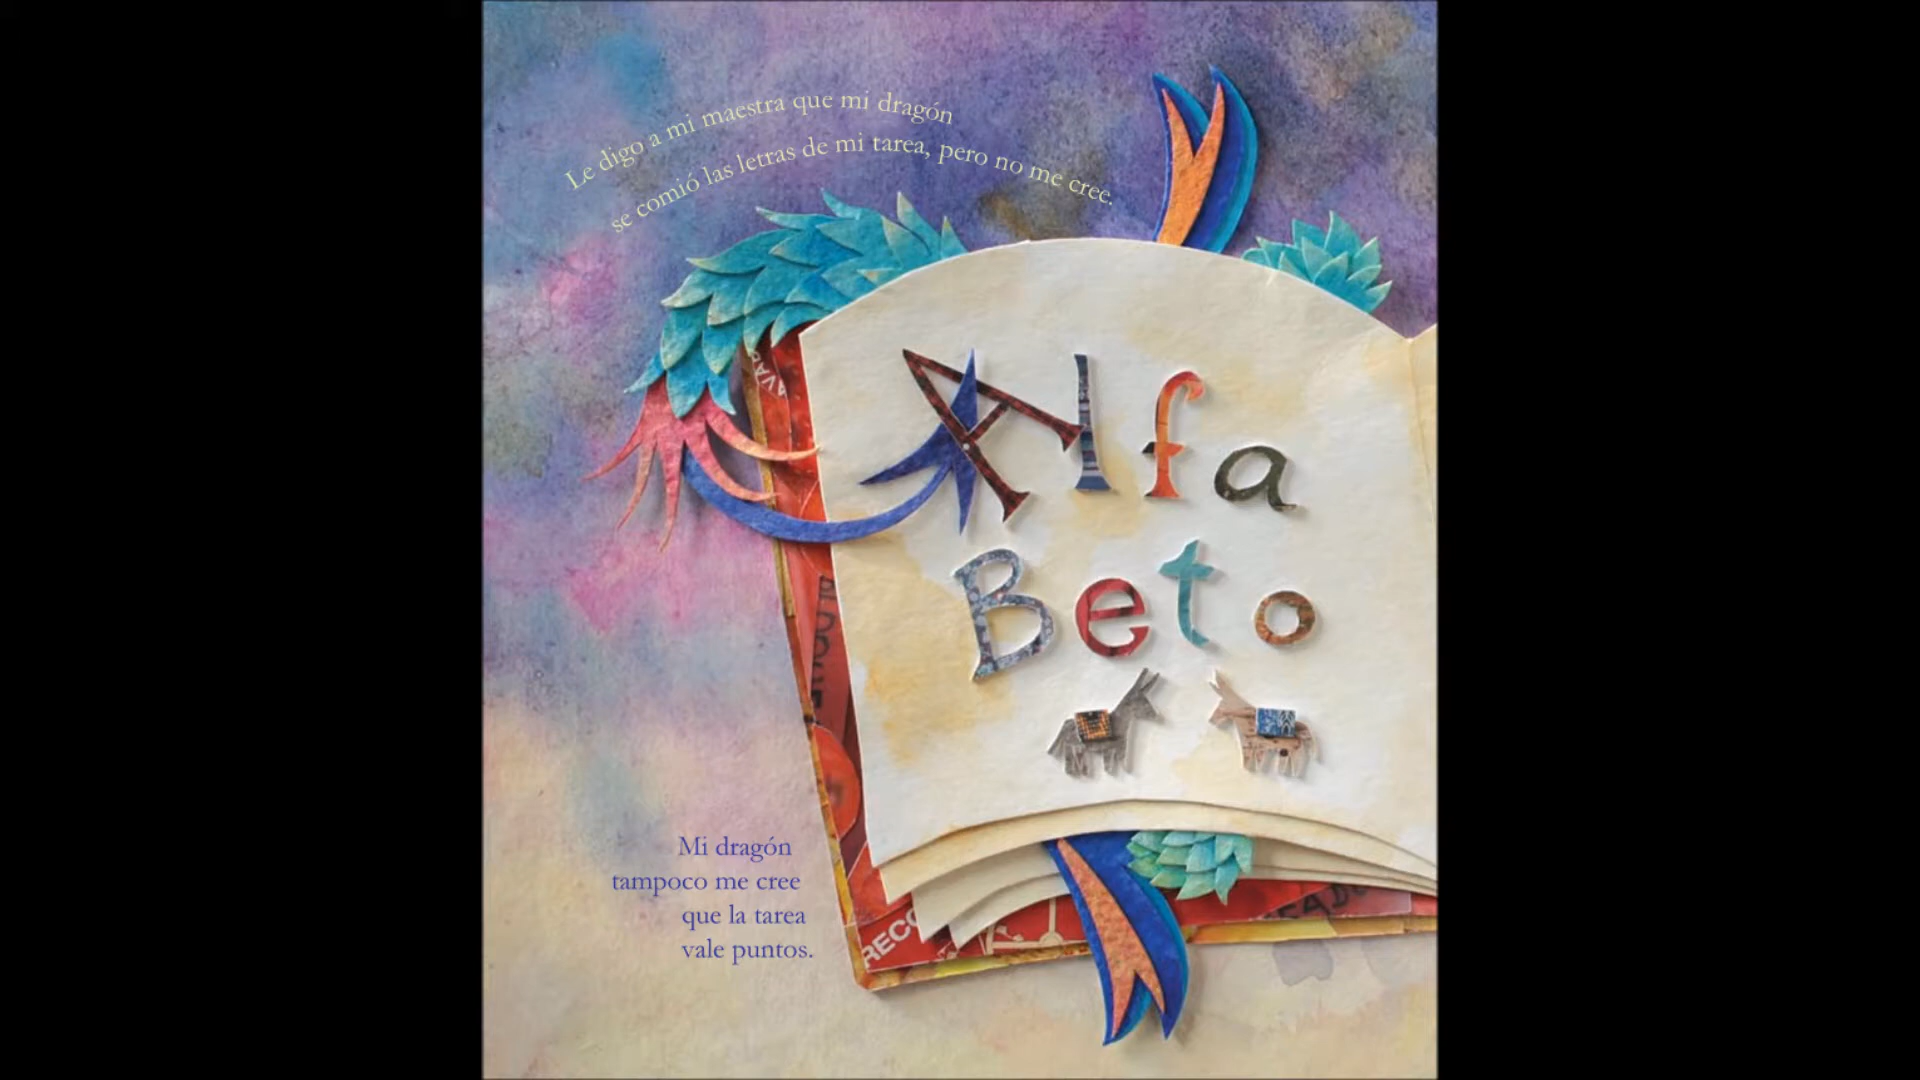 Le digo a mi maestra que mi dragón
se comió las letras de mi tarea, pero no me cree.
Alfa
Beto
Mi dragón
tampoco me cree
que la tarea
vale puntos.